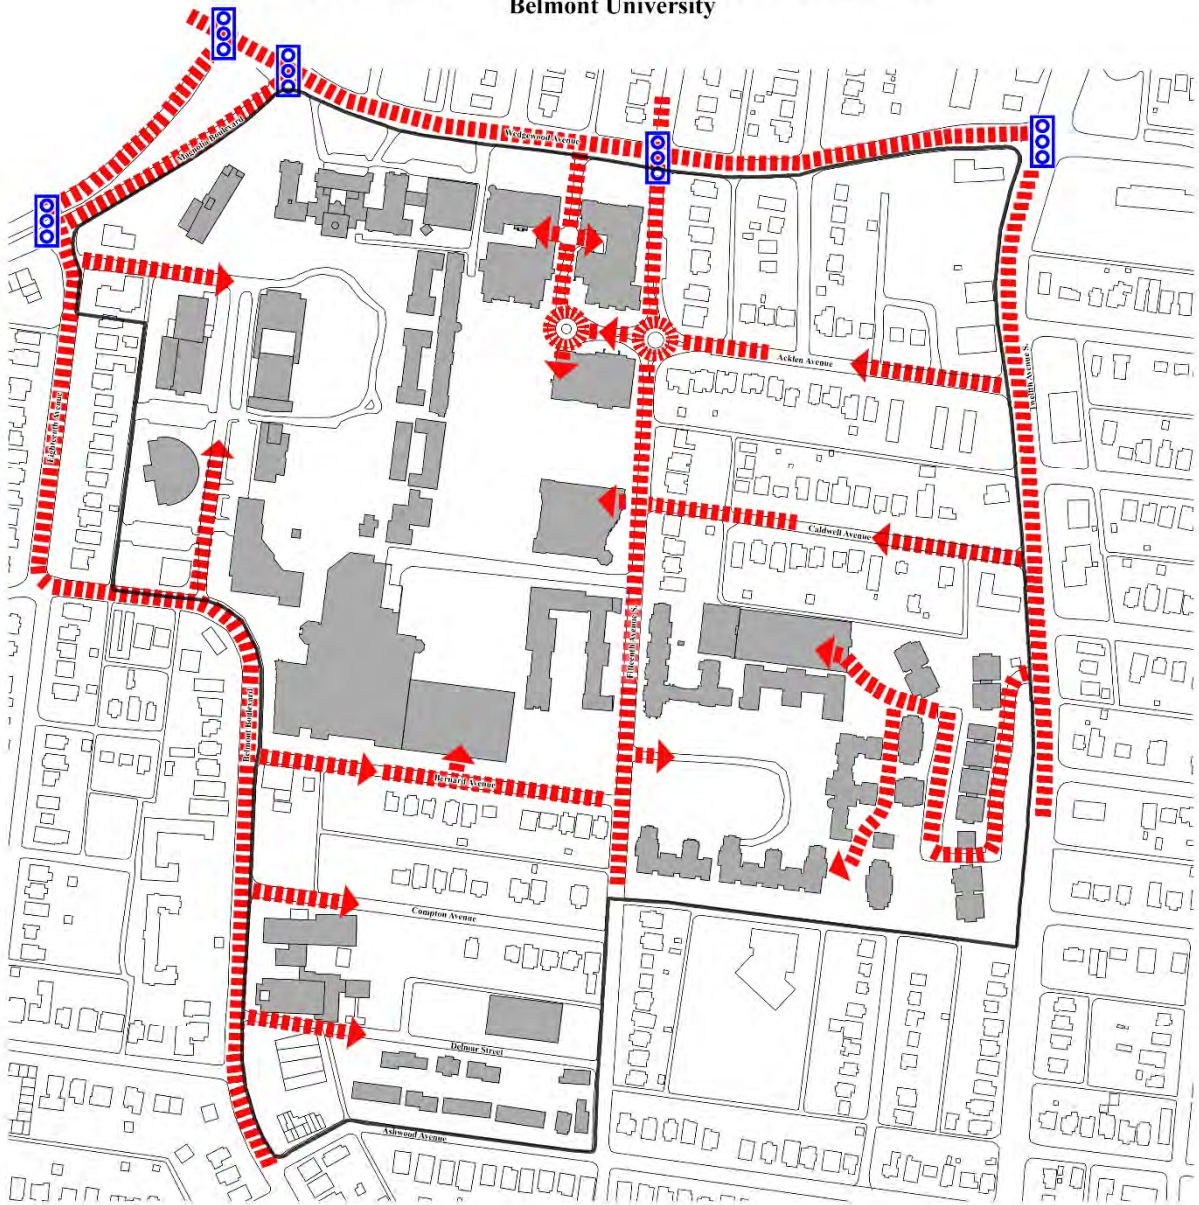 Belmont University
Magnolia Boulevard
Wedgewood Avenue
Acklen Avenue
Twelfth Avenue S.
Eighteenth Avenue
Caldwell Avenue
Fifteenth Avenue S.
Belmont Boulevard
Bernard Avenue
Compton Avenue
Delmar Street
Ashwood Avenue